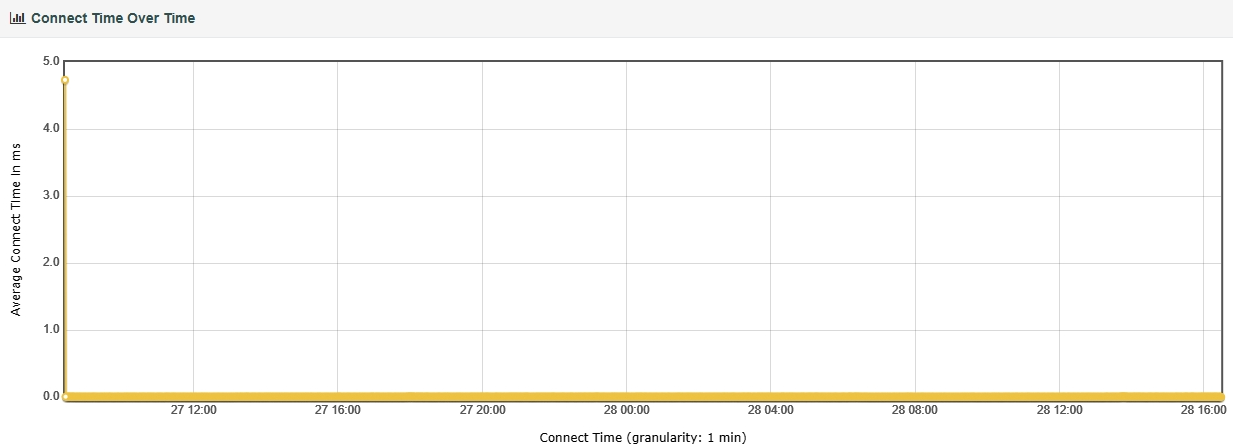 Connect Time Over Time
5.0
4.0
3.0
2.0
1.0
0.0
Average Connect Time in ms
27 12:00 27 16:00 27 20:00 28 00:00 28 04:00 28 08:00 28 12:00 28 16:00
Connect Time (granularity: 1 min)